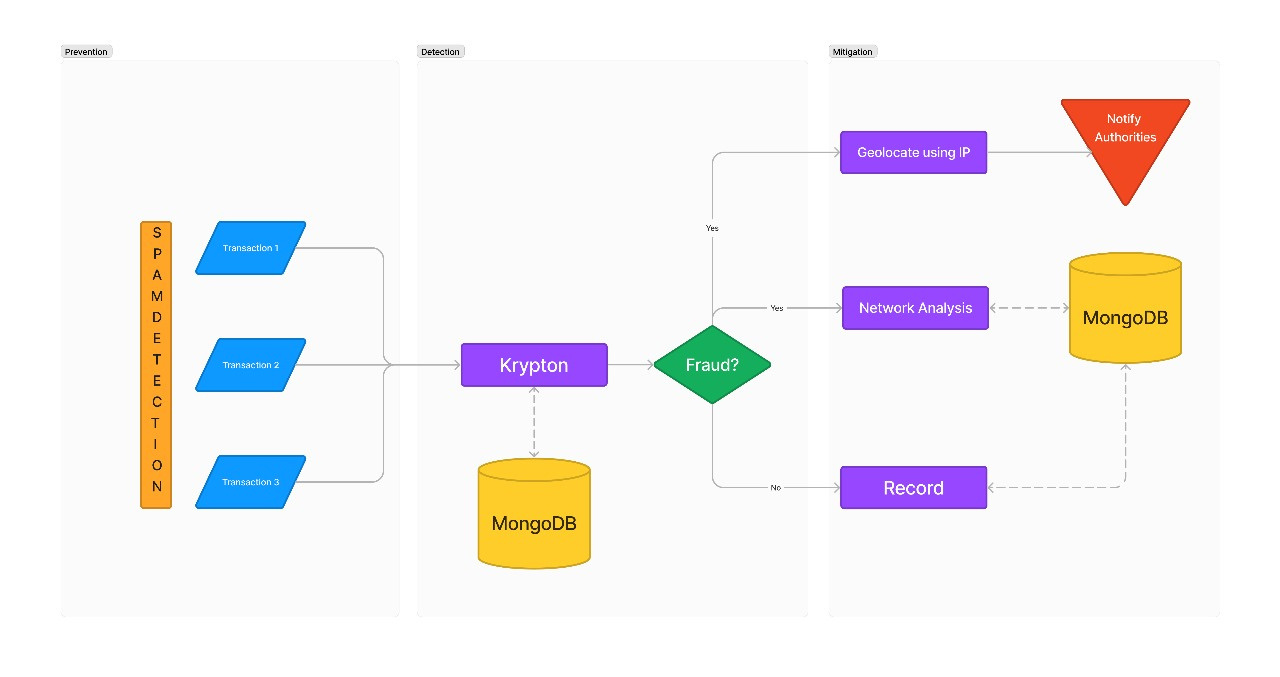 Prevention
Detection
Mitigation
S
P
A
M
D
E
T
E
C
T
I
O
N
Transaction 1
Transaction 2
Transaction 3
Krypton
MongoDB
Fraud?
Yes
Yes
No
Geolocate using IP
Notify
Authorities
Network Analysis
MongoDB
Record